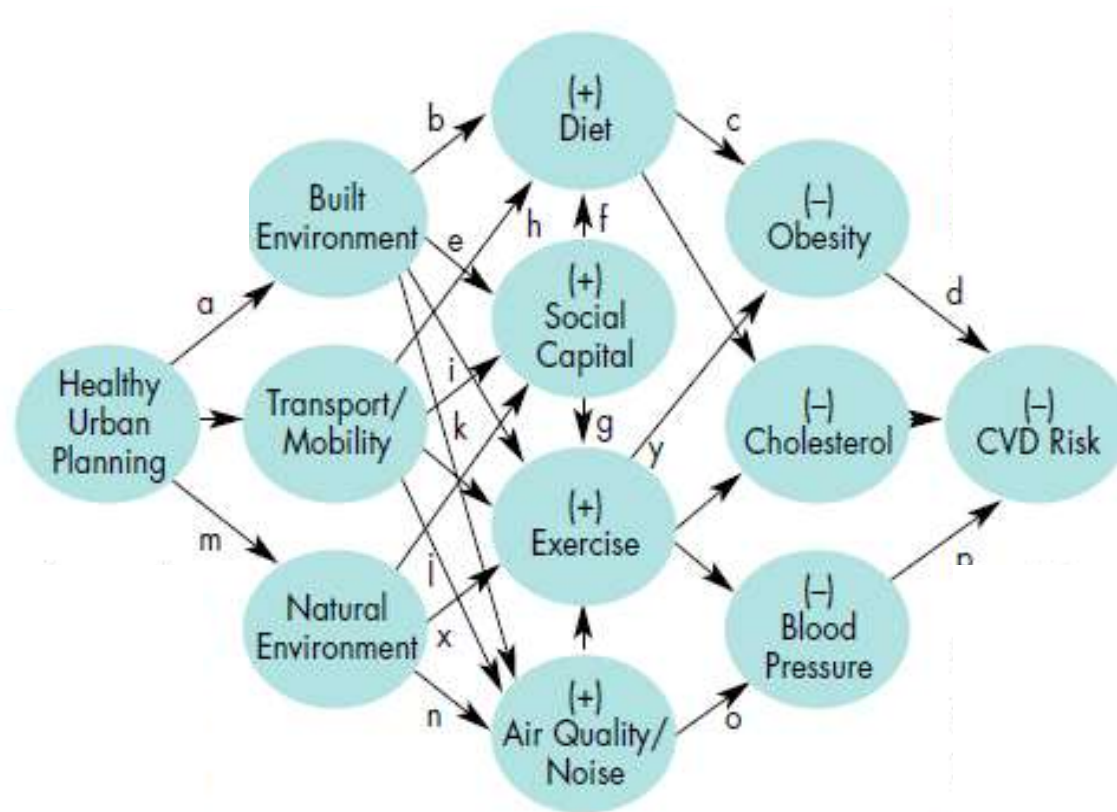 (+)
Diet
b
c
Built
Environment
(–)
Obesity
h
f
e
(+)
Social
Capital
a
d
Healthy
Urban
Planning
Transport/
Mobility
i
k
g
y
(–)
Cholesterol
(–)
CVD Risk
(+)
Exercise
m
j
p
Natural
Environment
x
(–)
Blood
Pressure
n
(+)
Air Quality/
Noise
o